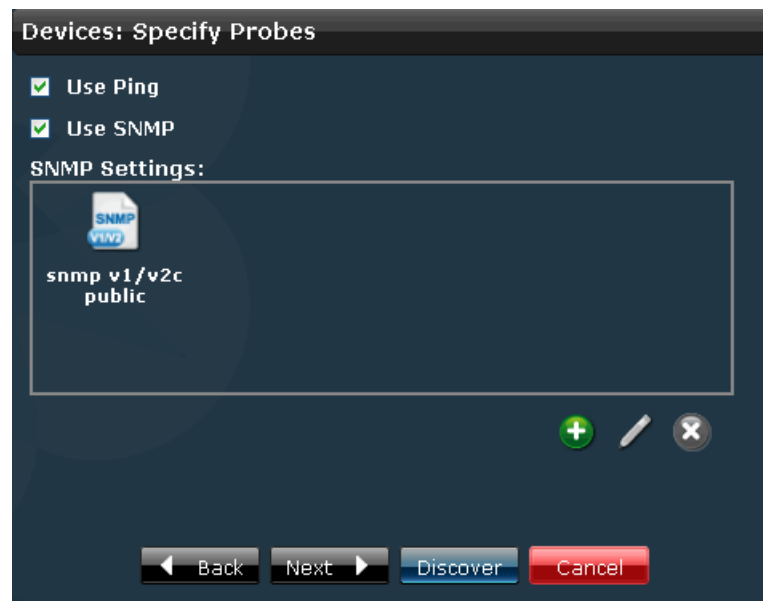 Devices: Specify Probes
Use Ping
Use SNMP
SNMP Settings:
SNMP
V1/V2
snmp v1/v2c
public
Back Next Discover Cancel